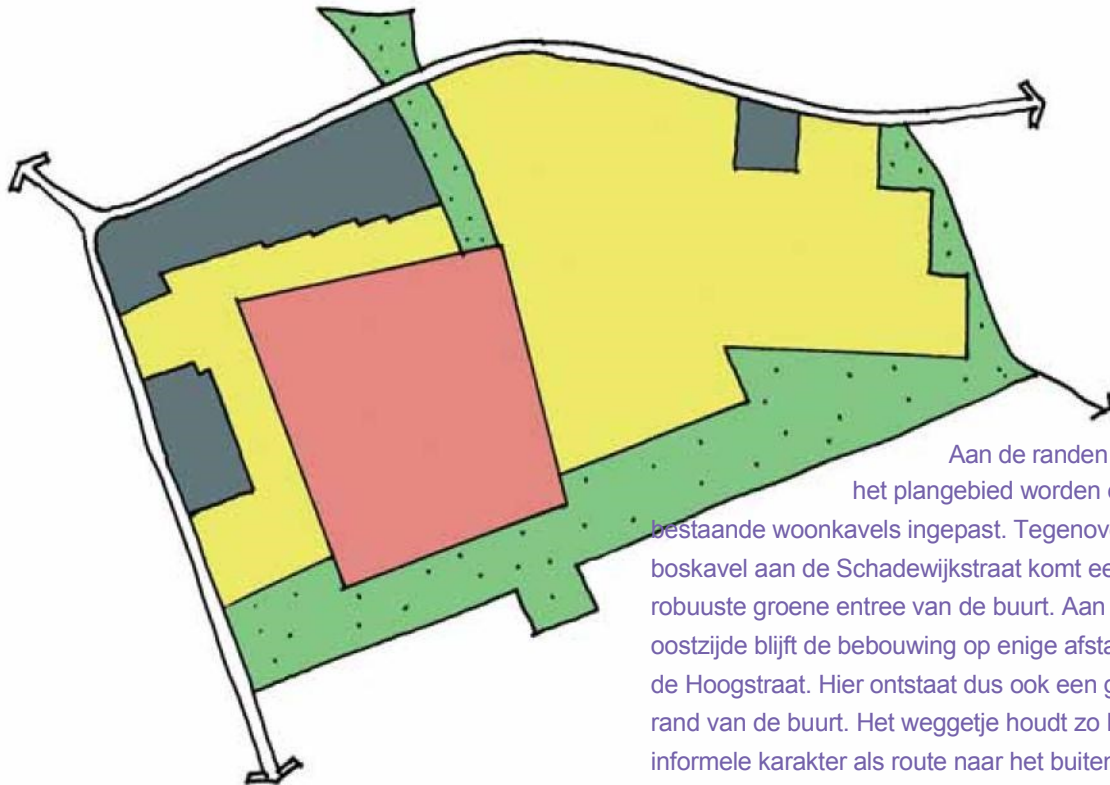 Aan de randen
het plangebied worden
bestaande woonkavels ingepast.
boskavel aan de Schadewijkstraat komt
robuuste groene entree van de buurt. Aan
oostzijde blijft de bebouwing op enige
de Hoogstraat. Hier ontstaat dus ook een
rand van de buurt. Het weggetje houdt zo
informele karakter als route naar het